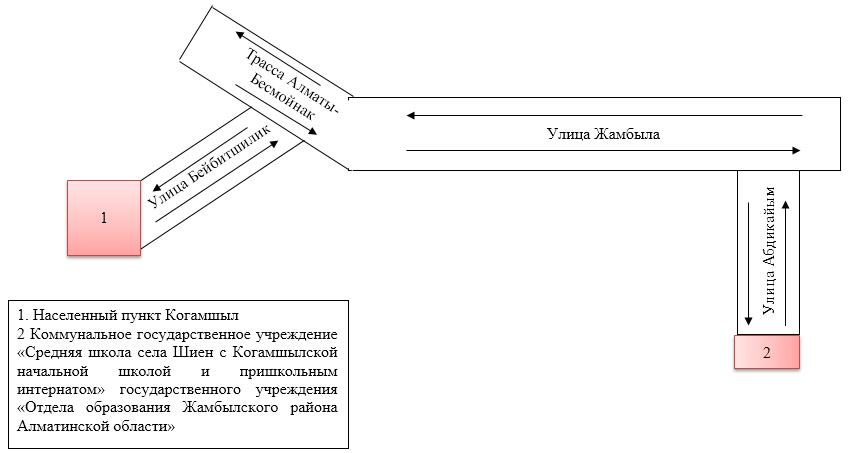 Трасса Алматы-
Бесмойнак
Улица Жамбыла
Улица Бейбитшилик
1
Улица Абдикайым
2
1. Населенный пункт Когамшыл
2 Коммунальное государственное учреждение
«Средняя школа села Шиен с Когамшылской
начальной школой и пришкольным
интернатом» государственного учреждения
«Отдела образования Жамбылского района
Алматинской области»